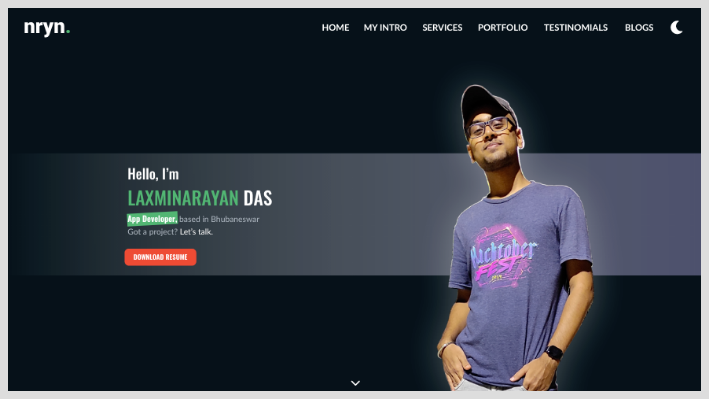 nryn.
HOME MY INTRO SERVICES PORTFOLIO TESTINOMIALS BLOGS
Hello, I'm
LAXMINARAYAN DAS
App Developer, based in Bhubaneswar
Got a project? Let's talk.
DOWNLOAD RESUME
Hacktober
FEST